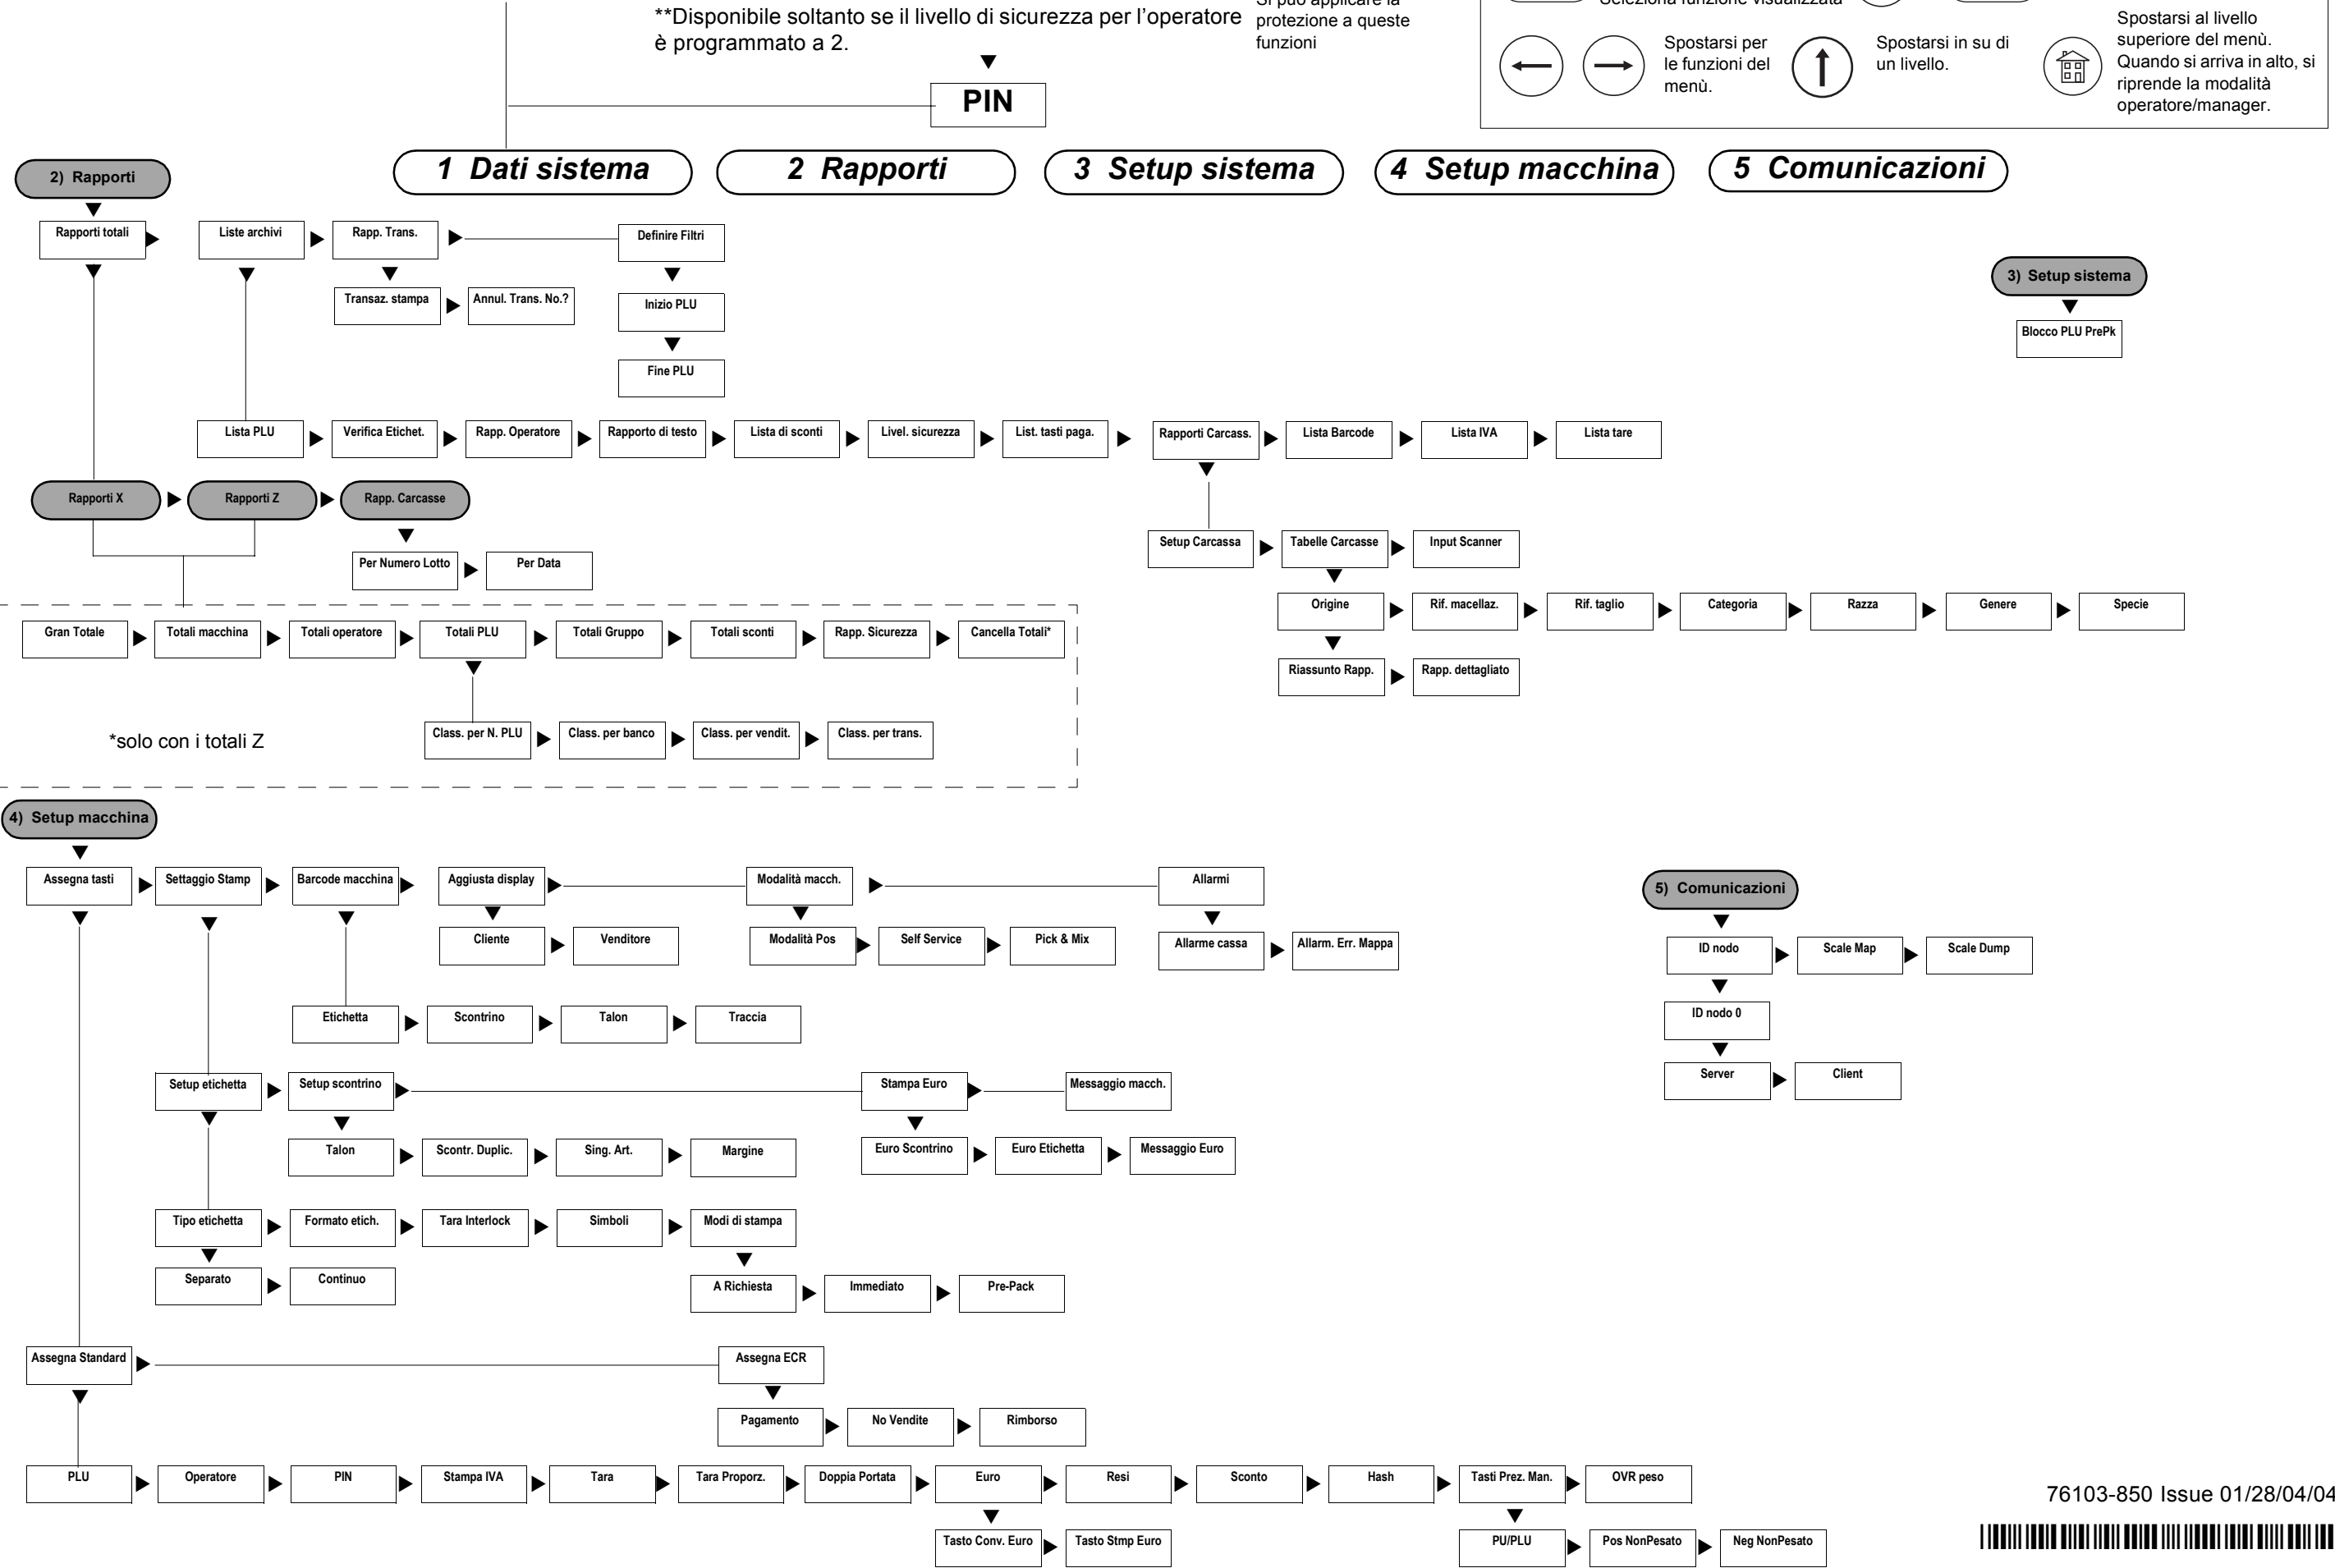 **Disponibile soltanto se il livello di sicurezza per l'operatore
è programmato a 2.
Si può applicare la
protezione a queste
funzioni
Seleziona funzione visualizzata
Spostarsi per
le funzioni del
menù.
Spostarsi in su di
un livello.
Spostarsi al livello
superiore del menù.
Quando si arriva in alto, si
riprende la modalità
operatore/manager.
PIN
1 Dati sistema
2 Rapporti
3 Setup sistema
4 Setup macchina
5 Comunicazioni
2) Rapporti
Rapporti totali
Liste archivi
Rapp. Trans.
Definire Filtri
Transaz. stampa
Annul. Trans. No.?
Inizio PLU
Fine PLU
3) Setup sistema
Blocco PLU PrePk
Lista PLU
Verifica Etichet.
Rapp. Operatore
Rapporto di testo
Lista di sconti
Livel. sicurezza
List. tasti paga.
Rapporti Carcass.
Lista Barcode
Lista IVA
Lista tare
Rapporti X
Rapporti Z
Rapp. Carcasse
Per Numero Lotto
Per Data
Setup Carcassa
Tabelle Carcasse
Input Scanner
Origine
Rif. macellaz.
Rif. taglio
Categoria
Razza
Genere
Specie
Riassunto Rapp.
Rapp. dettagliato
Gran Totale
Totali macchina
Totali operatore
Totali PLU
Totali Gruppo
Totali sconti
Rapp. Sicurezza
Cancella Totali*
Class. per N. PLU
Class. per banco
Class. per vendit.
Class. per trans.
*solo con i totali Z
4) Setup macchina
Assegna tasti
Settaggio Stamp
Barcode macchina
Aggiusta display
Modalità macch.
Allarmi
Cliente
Venditore
Modalità Pos
Self Service
Pick & Mix
Allarme cassa
Allarm. Err. Mappa
Etichetta
Scontrino
Talon
Traccia
5) Comunicazioni
ID nodo
Scale Map
Scale Dump
ID nodo 0
Server
Client
Setup etichetta
Setup scontrino
Stampa Euro
Messaggio macch.
Talon
Scontr. Duplic.
Sing. Art.
Margine
Euro Scontrino
Euro Etichetta
Messaggio Euro
Tipo etichetta
Formato etich.
Tara Interlock
Simboli
Modi di stampa
Separato
Continuo
A Richiesta
Immediato
Pre-Pack
Assegna Standard
Assegna ECR
Pagamento
No Vendite
Rimborso
PLU
Operatore
PIN
Stampa IVA
Tara
Tara Proporz.
Doppia Portata
Euro
Resi
Sconto
Hash
Tasti Prez. Man.
OVR peso
Tasto Conv. Euro
Tasto Stmp Euro
PU/PLU
Pos NonPesato
Neg NonPesato
76103-850 Issue 01/28/04/04